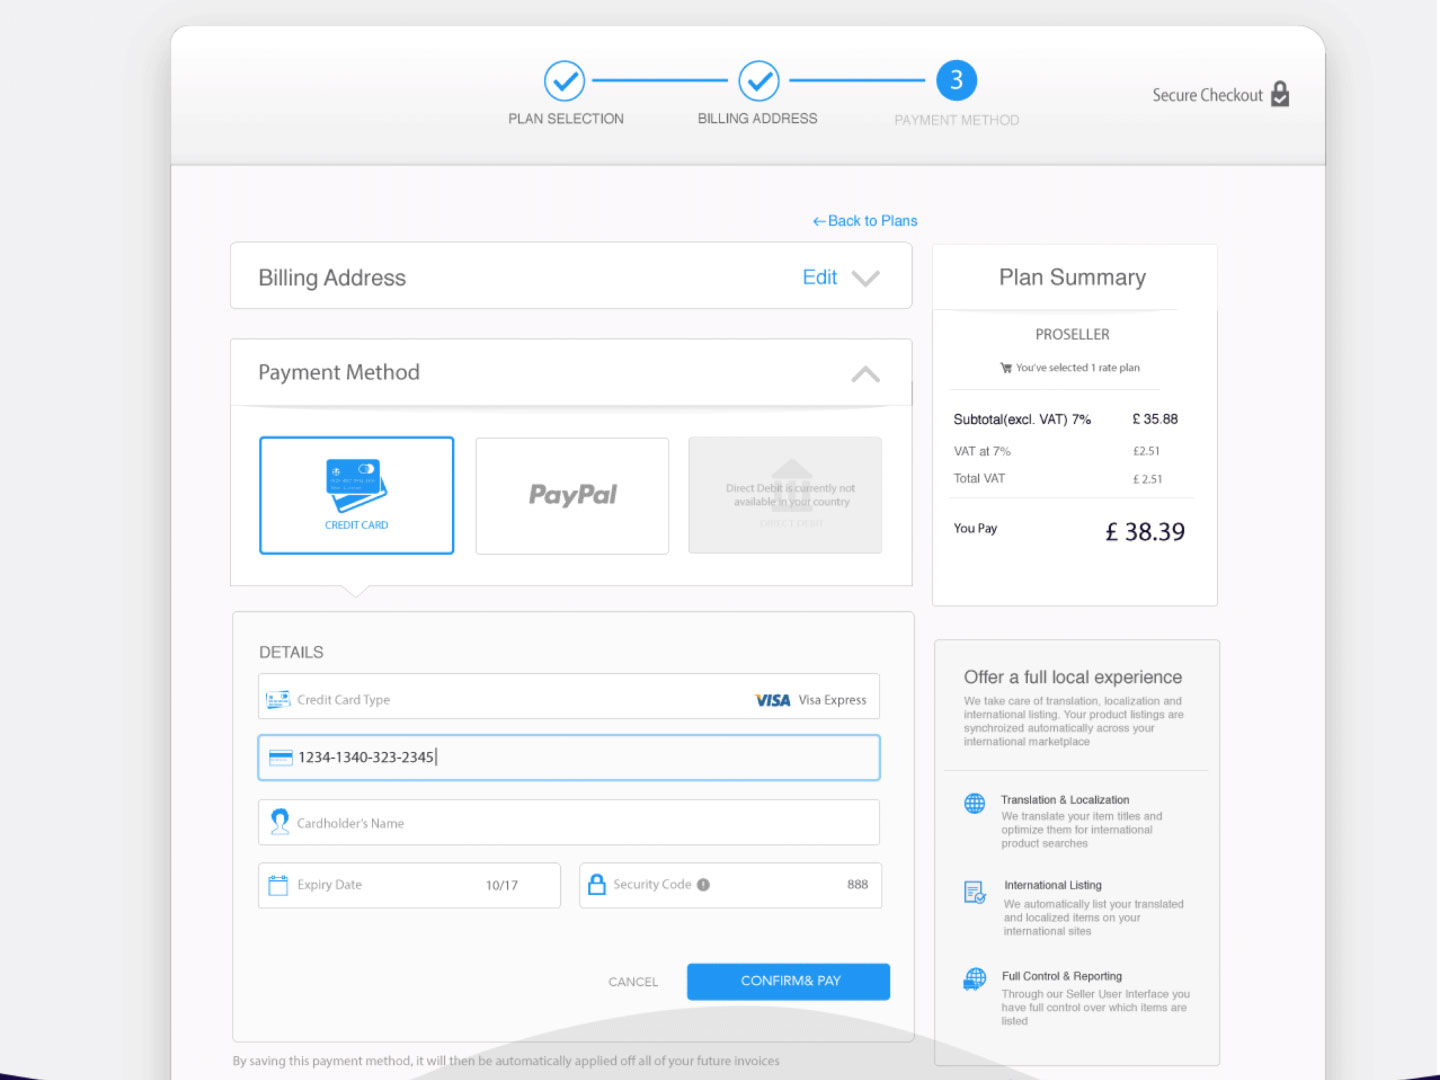 3
PLAN SELECTION
BILLING ADDRESS
PAYMENT METHOD
Secure Checkout
←Back to Plans
Billing Address
Edit
Payment Method
CREDIT CARD
PayPal
Direct Debit is currently not
available in your country
DIRECT DEBIT
DETAILS
Credit Card Type
VISA Visa Express
1234-1340-323-2345
Cardholder's Name
Expiry Date 10/17
Security Code 888
CANCEL
CONFIRM& PAY
By saving this payment method, it will then be automatically applied off all of your future invoices
Plan Summary
PROSELLER
You've selected 1 rate plan
Subtotal(excl. VAT) 7% £ 35.88
VAT at 7% £2.51
Total VAT £ 2.51
You Pay £ 38.39
Offer a full local experience
We take care of translation, localization and
international listing. Your product listings are
synchroized automatically across your
international marketplace
Translation & Localization
We translate your item titles and
optimize them for international
product searches
International Listing
We automatically list your translated
and localized items on your
international sites
Full Control & Reporting
Through our Seller User Interface you
have full control over which items are
listed